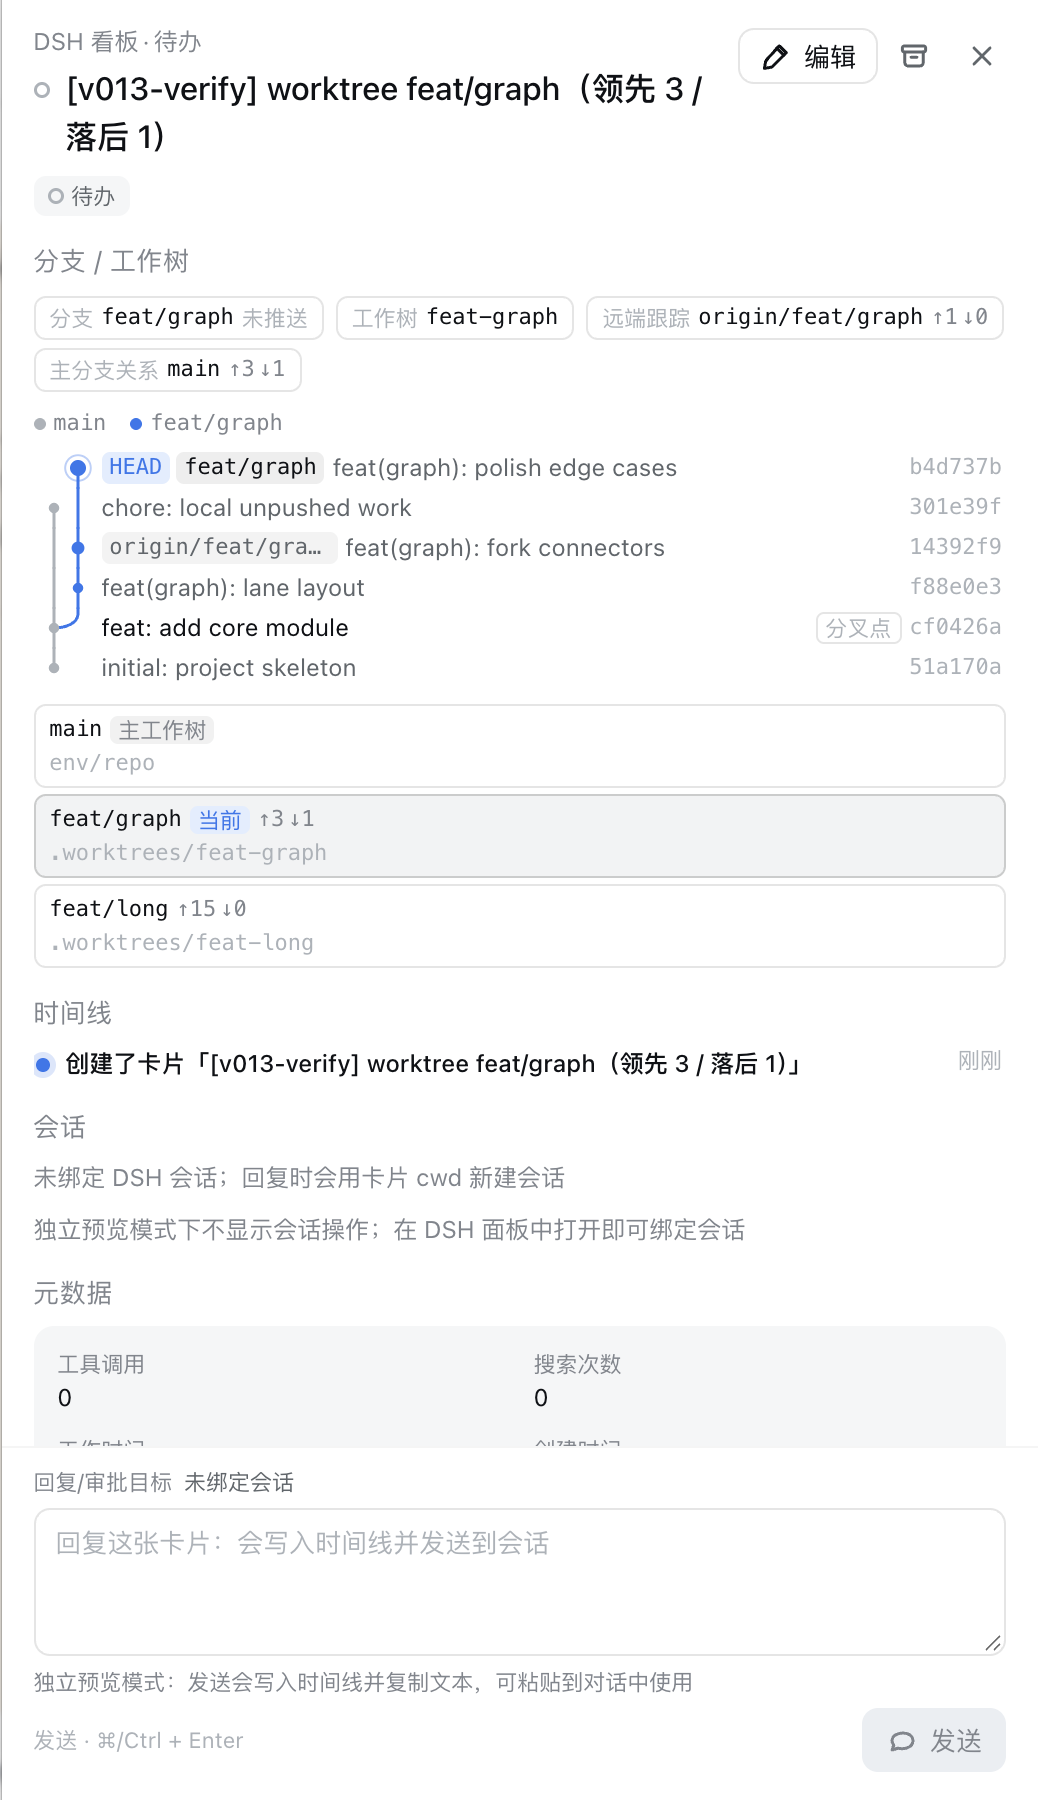 DSH 看板 · 待办
编辑
[v013-verify] worktree feat/graph（领先 3 /
落后 1）
待办
分支 / 工作树
分支 feat/graph 未推送 工作树 feat-graph 远端跟踪 origin/feat/graph ↑1↓0
主分支关系 main ↑3↓1
main feat/graph
HEAD feat/graph feat(graph): polish edge cases b4d737b
chore: local unpushed work 301e39f
origin/feat/gra… feat(graph): fork connectors 14392f9
feat(graph): lane layout f88e0e3
feat: add core module 分叉点 cf0426a
initial: project skeleton 51a170a
main 主工作树
env/repo
feat/graph 当前 ↑3↓1
.worktrees/feat-graph
feat/long ↑15↓0
.worktrees/feat-long
时间线
创建了卡片「[v013-verify] worktree feat/graph（领先 3 / 落后 1）」 刚刚
会话
未绑定 DSH 会话；回复时会用卡片 cwd 新建会话
独立预览模式下不显示会话操作；在 DSH 面板中打开即可绑定会话
元数据
工具调用 搜索次数
0 0
工作时间 创建时间
回复/审批目标 未绑定会话
回复这张卡片：会写入时间线并发送到会话
独立预览模式：发送会写入时间线并复制文本，可粘贴到对话中使用
发送 · ⌘/Ctrl + Enter 发送